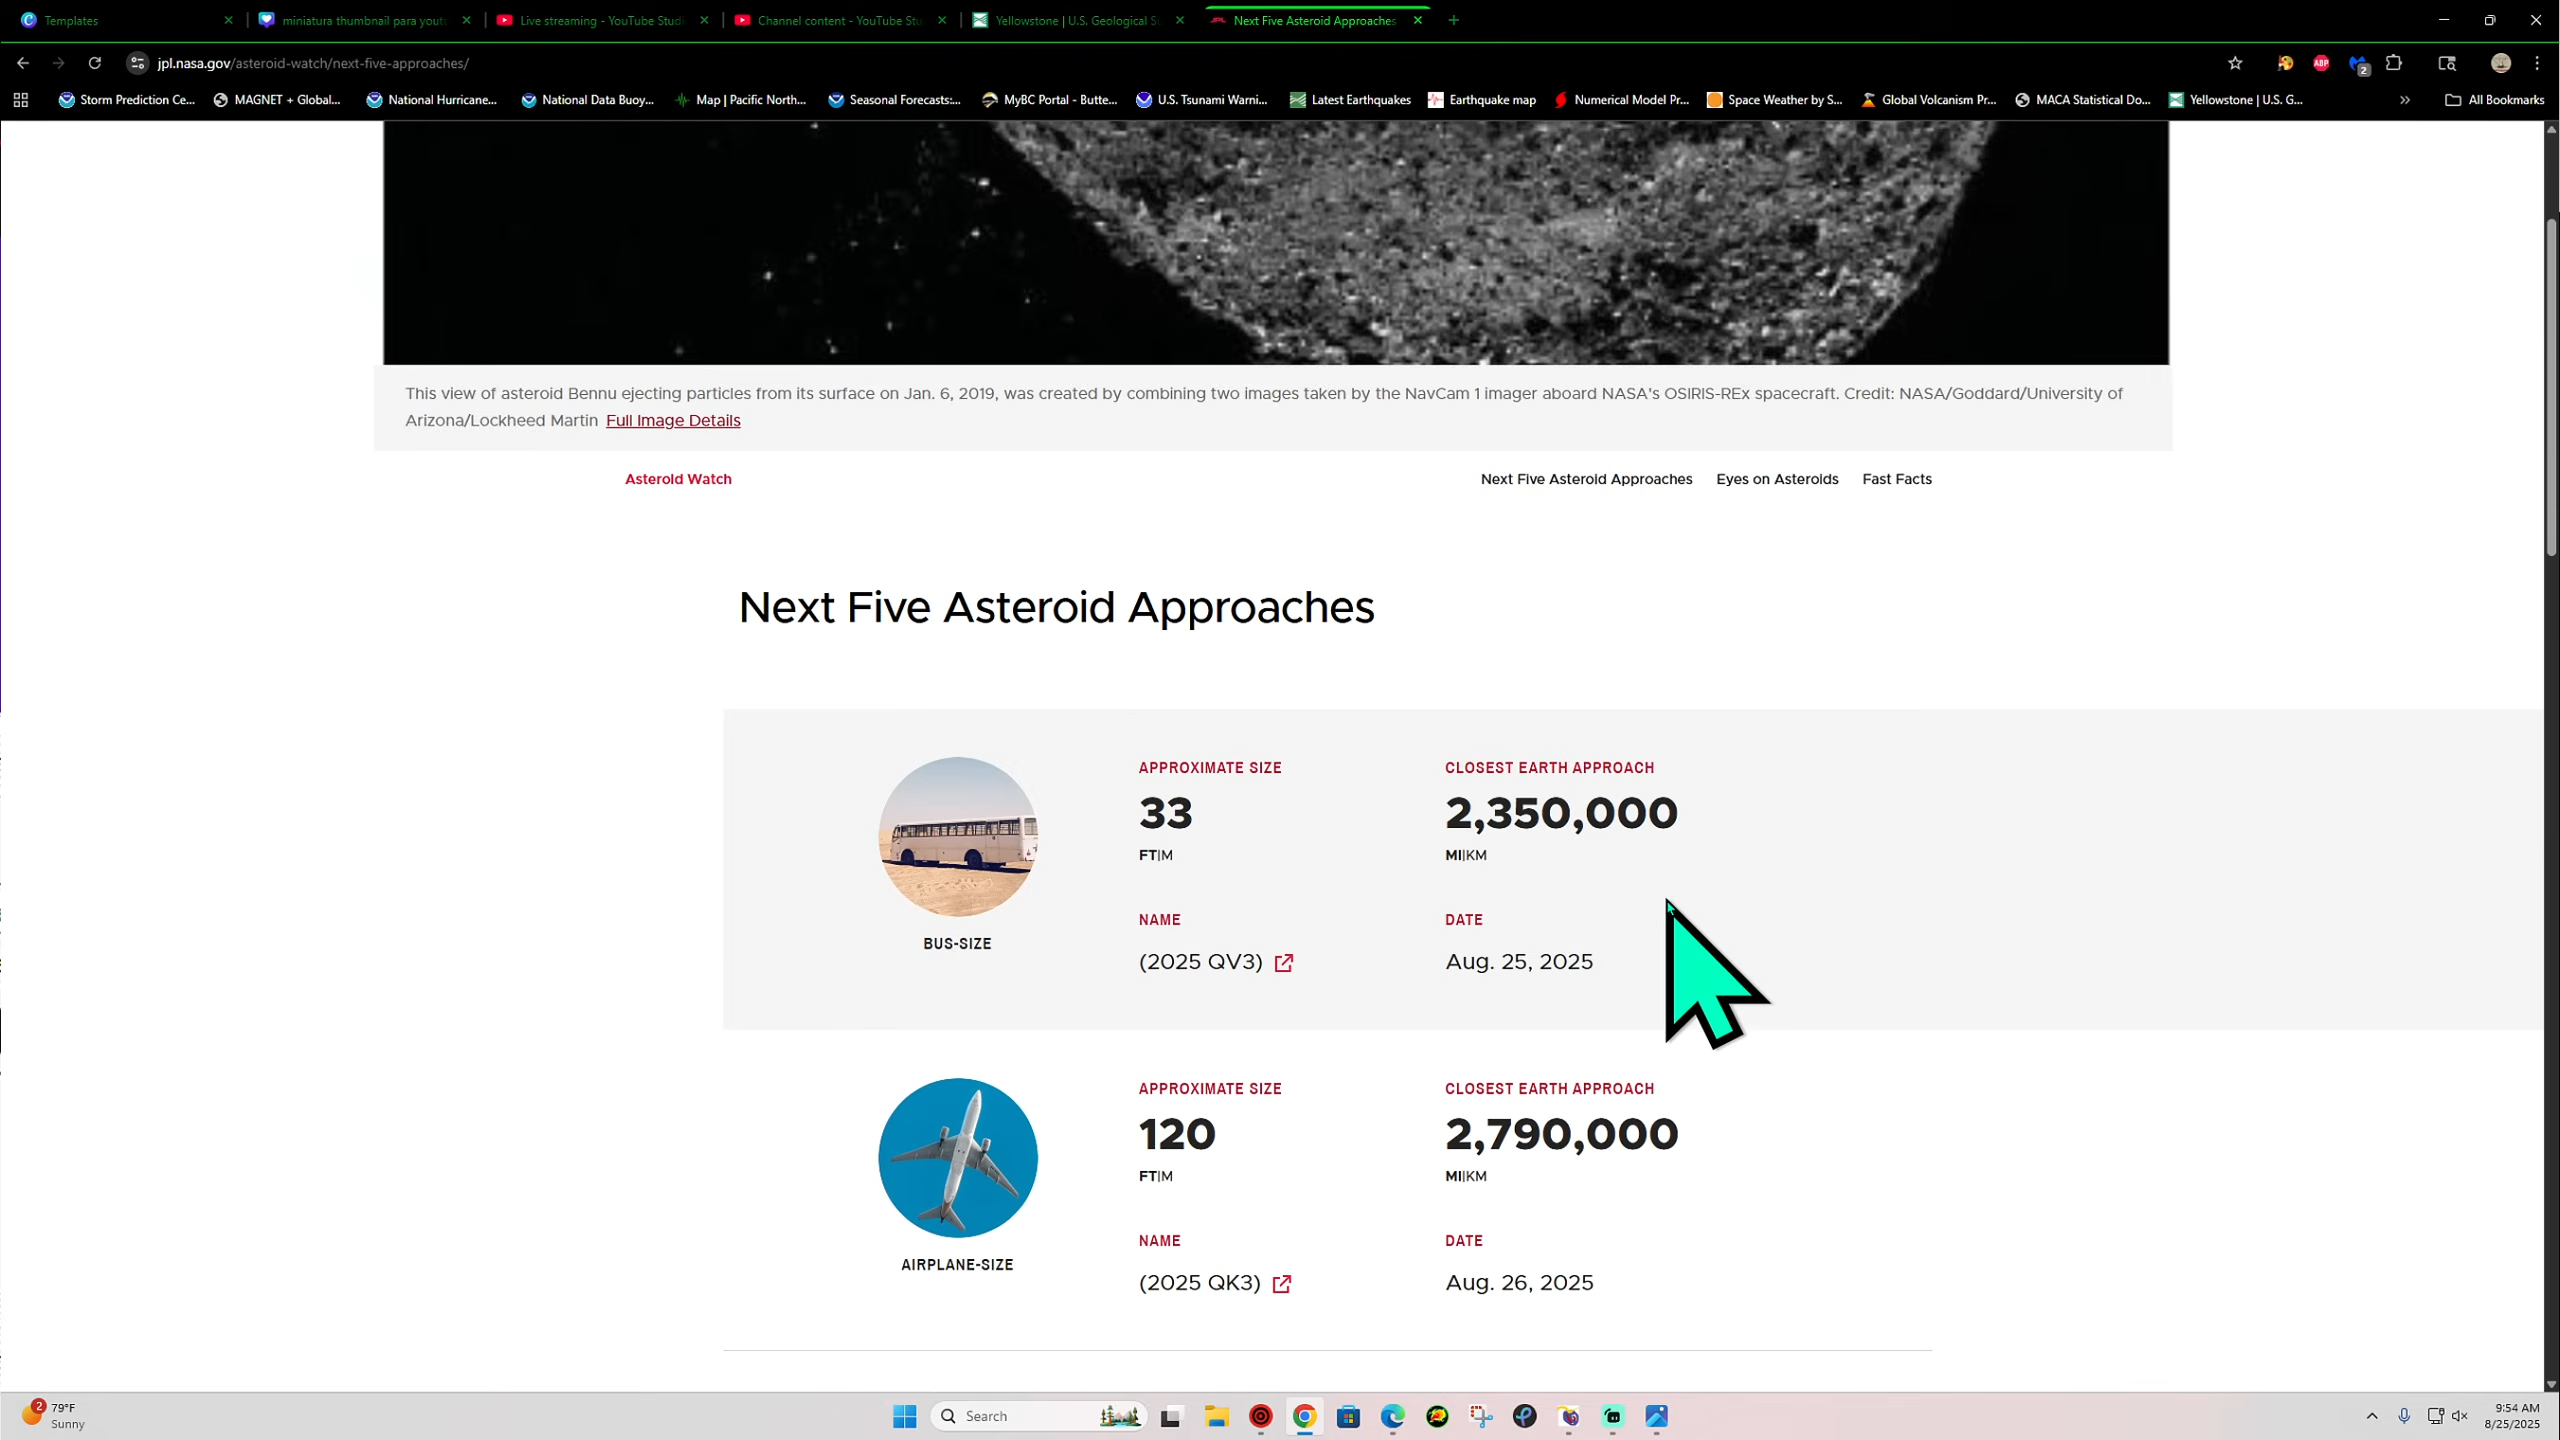 Templates
miniatura thumbnail para yout
Live streaming - YouTube Studi
Channel content - YouTube Stu
Yellowstone | U.S. Geological S
Next Five Asteroid Approaches
jpl.nasa.gov/asteroid-watch/next-five-approaches/
ABP
2
Storm Prediction Ce...
MAGNET + Global...
National Hurricane...
National Data Buoy...
Map | Pacific North...
Seasonal Forecasts:...
MyBC Portal - Butte...
U.S. Tsunami Warni...
Latest Earthquakes
Earthquake map
Numerical Model Pr...
Space Weather by S...
Global Volcanism Pr...
MACA Statistical Do...
Yellowstone | U.S. G...
»
All Bookmarks
This view of asteroid Bennu ejecting particles from its surface on Jan. 6, 2019, was created by combining two images taken by the NavCam 1 imager aboard NASA's OSIRIS-REx spacecraft. Credit: NASA/Goddard/University of
Arizona/Lockheed Martin Full Image Details
Asteroid Watch
Next Five Asteroid Approaches
Eyes on Asteroids
Fast Facts
Next Five Asteroid Approaches
BUS-SIZE
APPROXIMATE SIZE
33
FT|M
CLOSEST EARTH APPROACH
2,350,000
MI|KM
NAME
(2025 QV3)
DATE
Aug. 25, 2025
AIRPLANE-SIZE
APPROXIMATE SIZE
120
FT|M
CLOSEST EARTH APPROACH
2,790,000
MI|KM
NAME
(2025 QK3)
DATE
Aug. 26, 2025
2
79°F
Sunny
Search
9:54 AM
8/25/2025